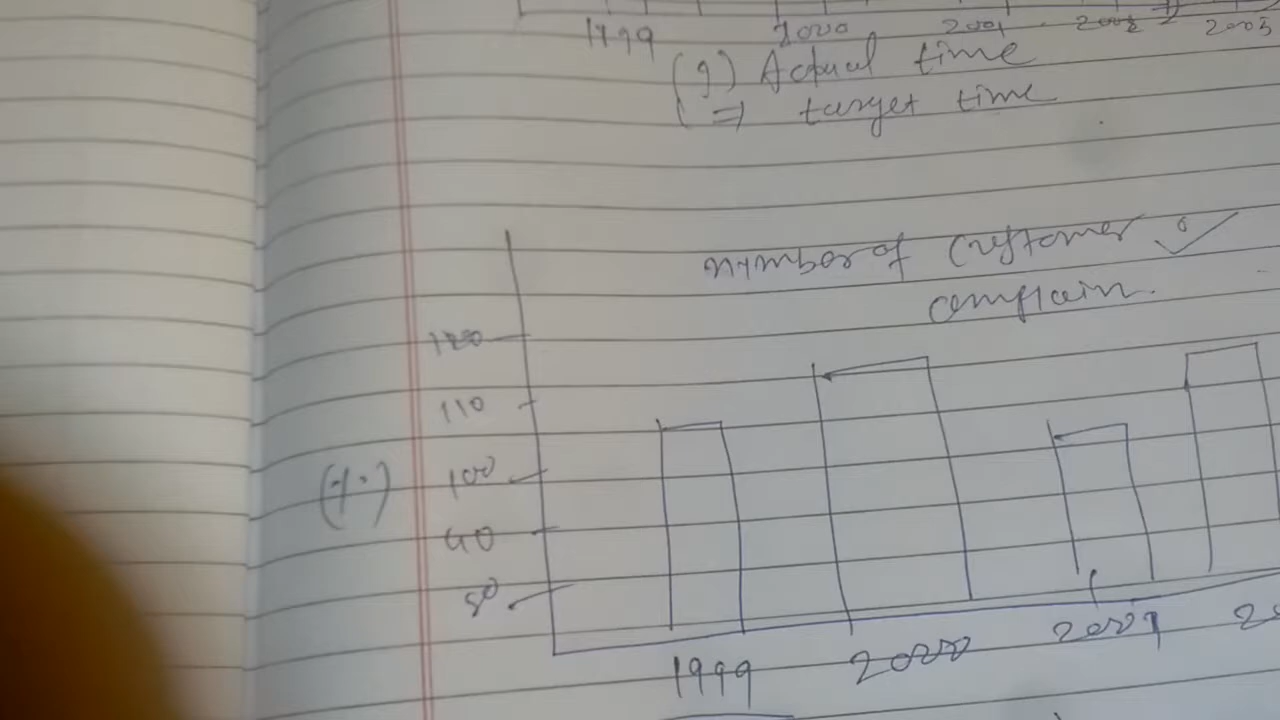 1999 2000 2001 2002 2003
(g) Actual time
( => target time
number of Customer
complain.
120
110
(%) 100
90
80
1999 2000 2001 20